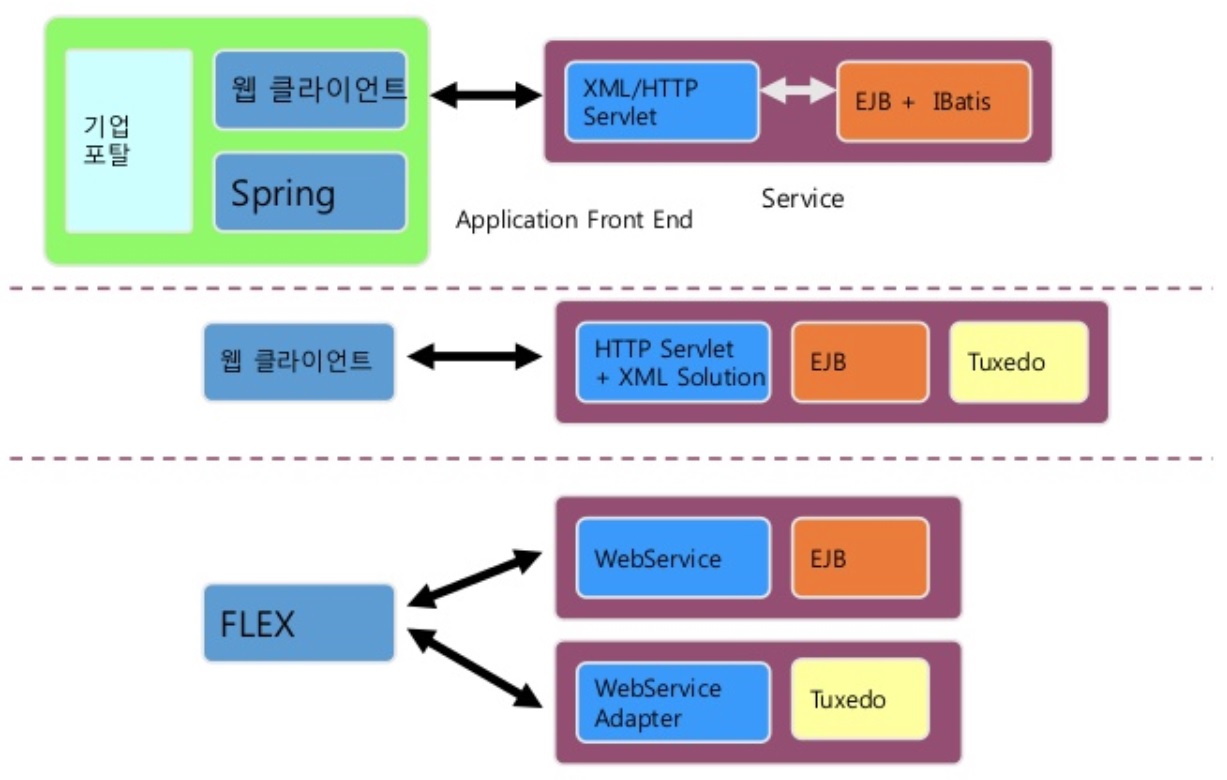 기업
포탈
웹 클라이언트
Spring
XML/HTTP
Servlet
EJB + IBatis
Application Front End
Service
웹 클라이언트
HTTP Servlet
+ XML Solution
EJB
Tuxedo
FLEX
WebService
EJB
WebService
Adapter
Tuxedo